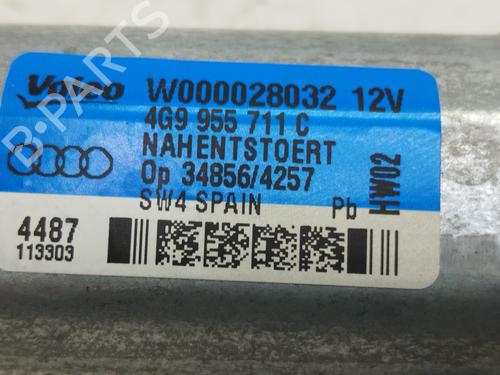 Valeo W000028032 12V
4G9 955 711 C
NAHENTSTOERT
Op 34856/4257
SW4 SPAIN Pb
HW02
4487
113303
B-PARTS